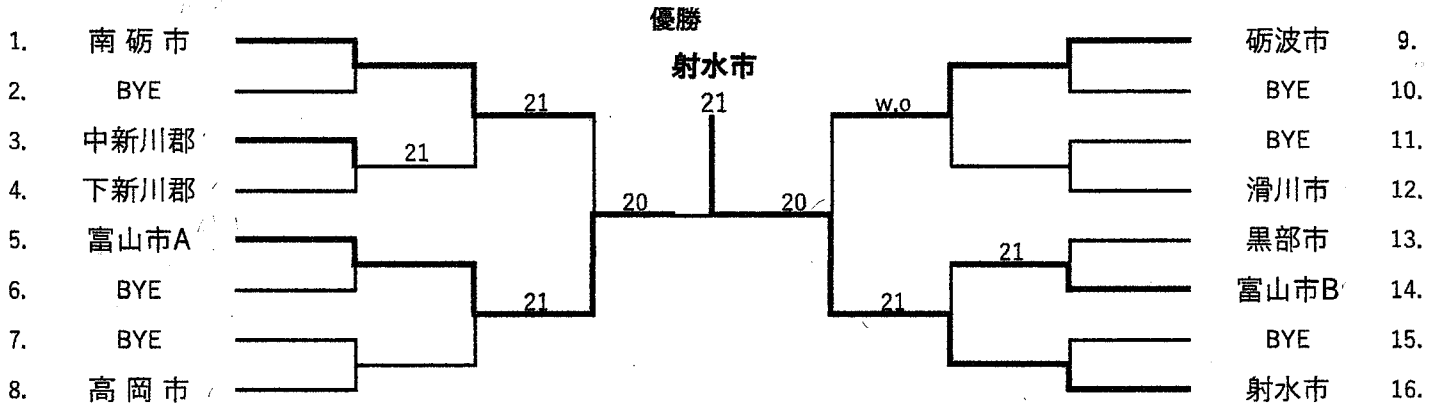 優勝
射水市
21
1. 南砺市
2. BYE
3. 中新川郡
4. 下新川郡
5. 富山市A
6. BYE
7. BYE
8. 高岡市
21
21
21
20
20
w.o
21
21
砺波市 9.
BYE 10.
BYE 11.
滑川市 12.
黒部市 13.
富山市B 14.
BYE 15.
射水市 16.